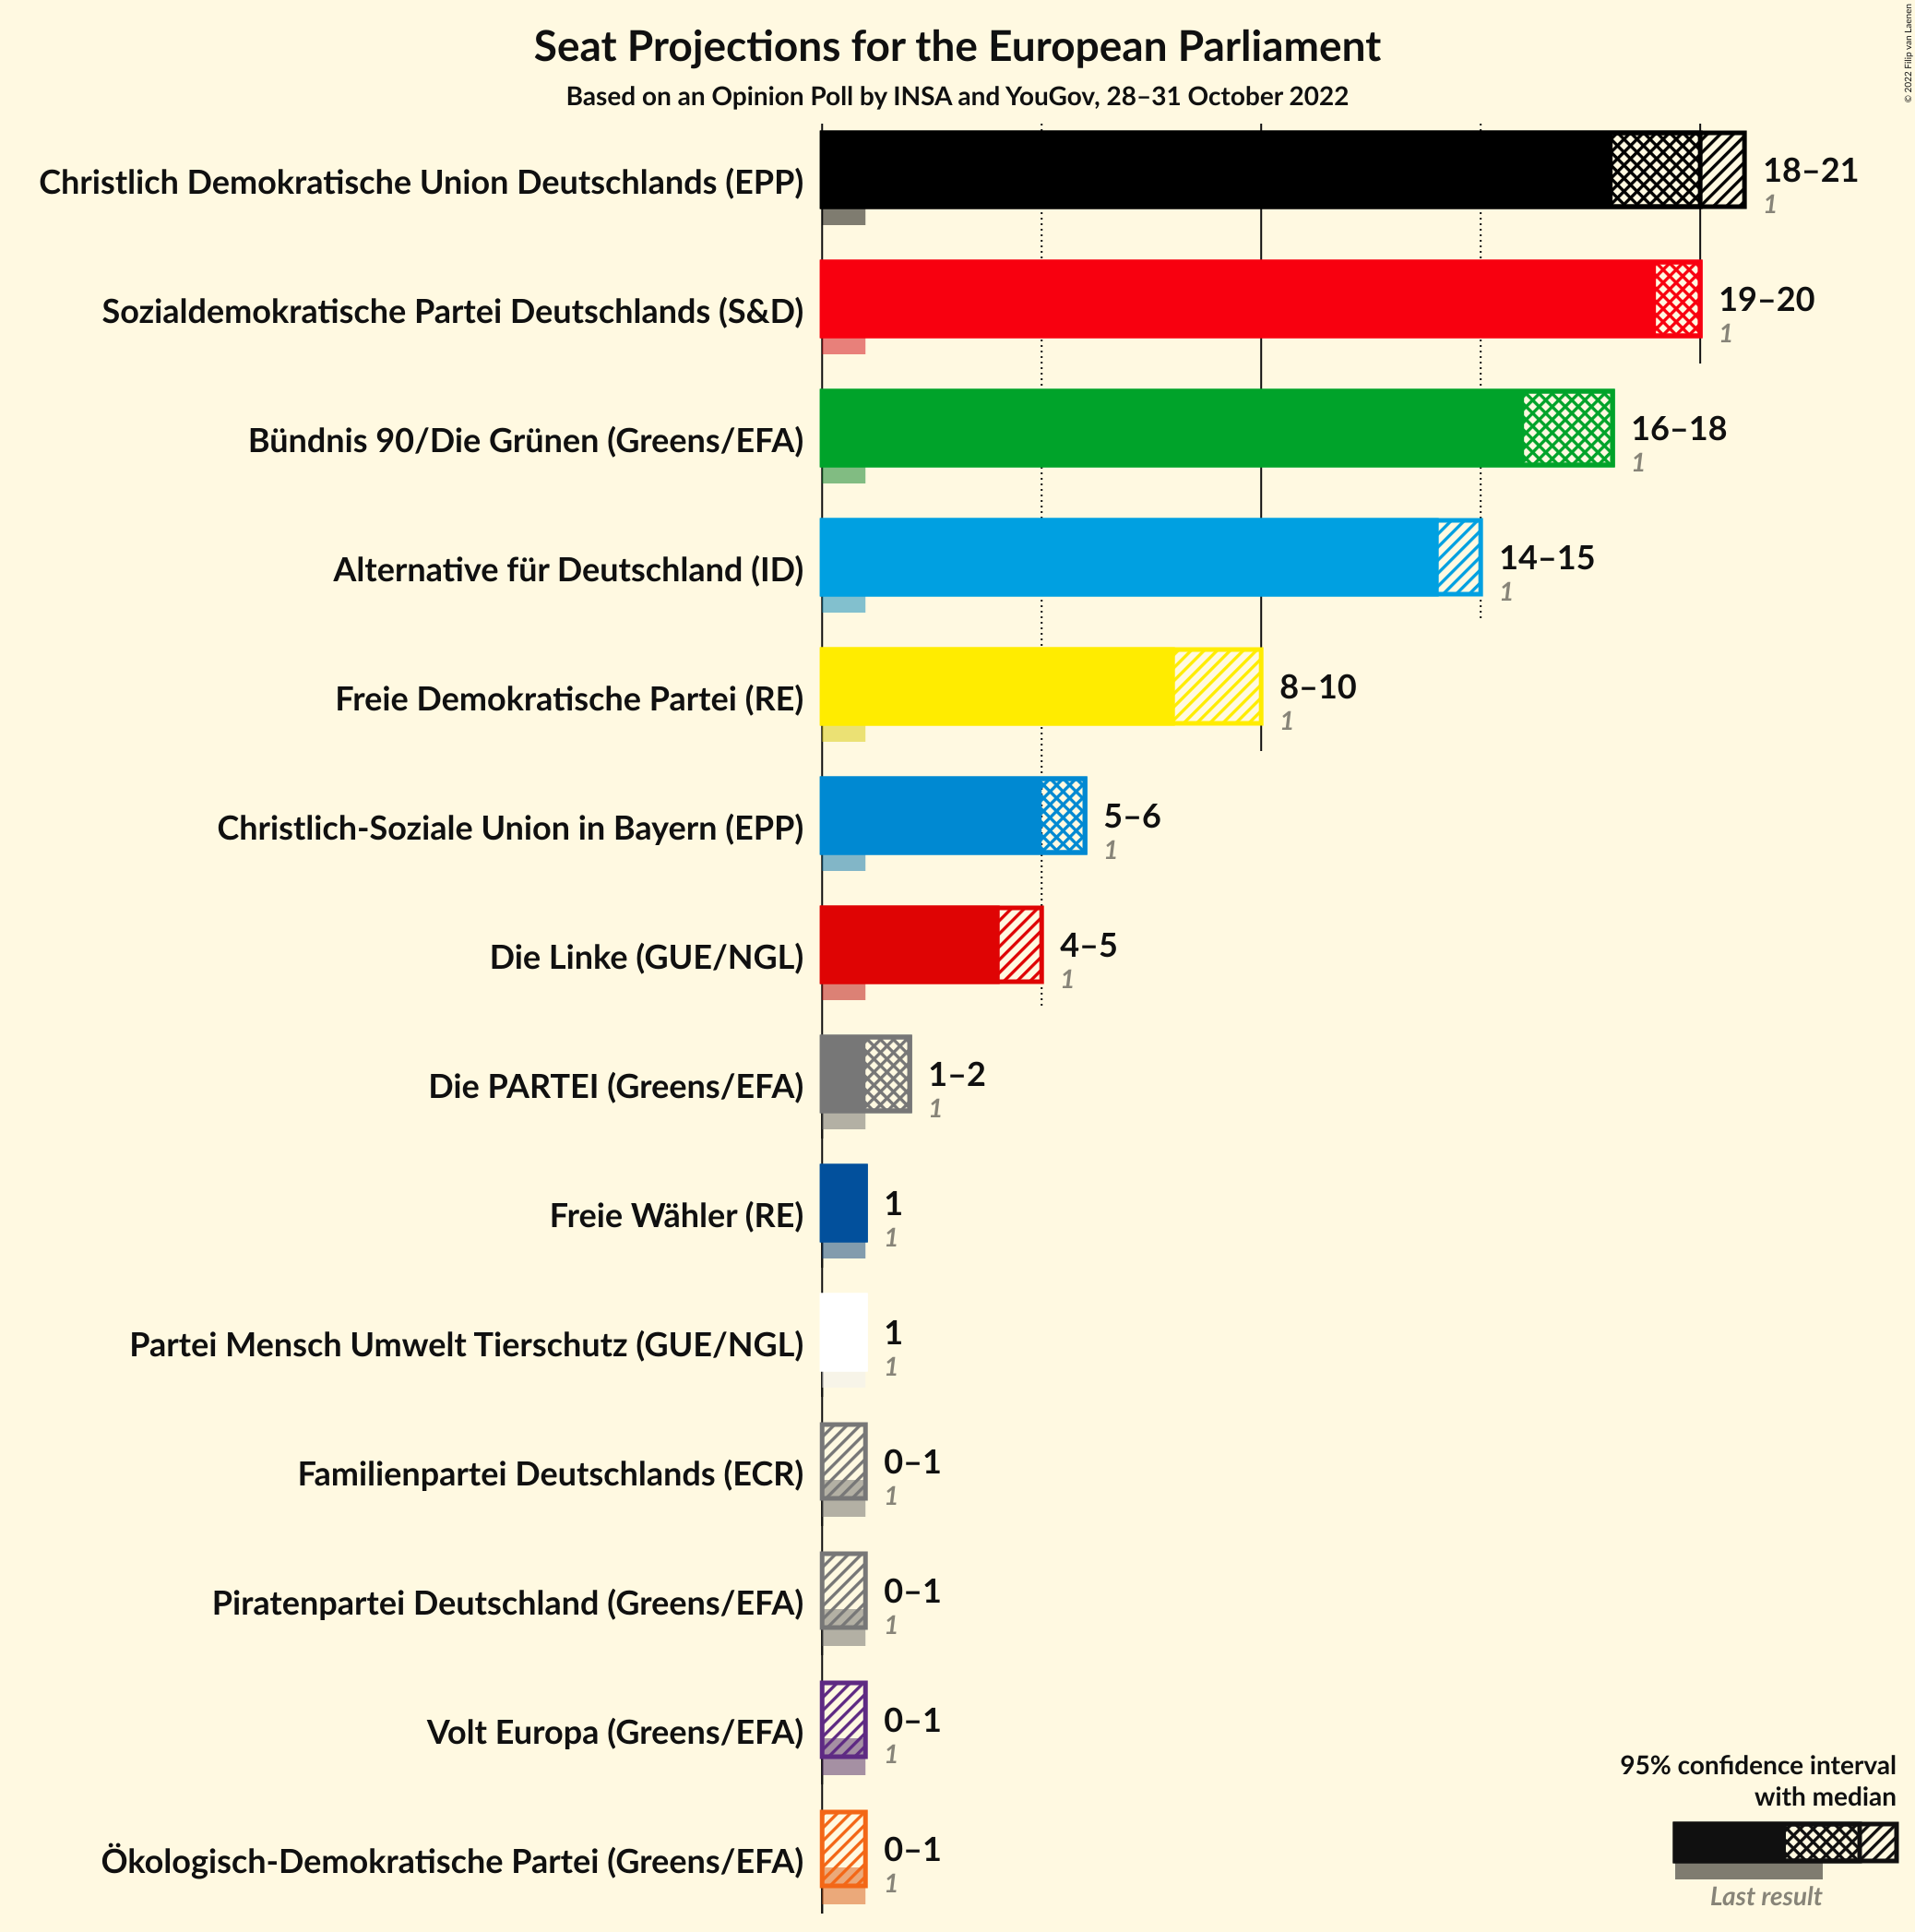 Seat Projections for the European Parliament
Based on an Opinion Poll by INSA and YouGov, 28–31 October 2022
© 2022 Filip van Laenen
Christlich Demokratische Union Deutschlands (EPP)
18–21
1
Sozialdemokratische Partei Deutschlands (S&D)
19–20
1
Bündnis 90/Die Grünen (Greens/EFA)
16–18
1
Alternative für Deutschland (ID)
14–15
1
Freie Demokratische Partei (RE)
8–10
1
Christlich-Soziale Union in Bayern (EPP)
5–6
1
Die Linke (GUE/NGL)
4–5
1
Die PARTEI (Greens/EFA)
1–2
1
Freie Wähler (RE)
1
1
Partei Mensch Umwelt Tierschutz (GUE/NGL)
1
1
Familienpartei Deutschlands (ECR)
0–1
1
Piratenpartei Deutschland (Greens/EFA)
0–1
1
Volt Europa (Greens/EFA)
0–1
1
Ökologisch-Demokratische Partei (Greens/EFA)
0–1
1
95% confidence interval
with median
Last result